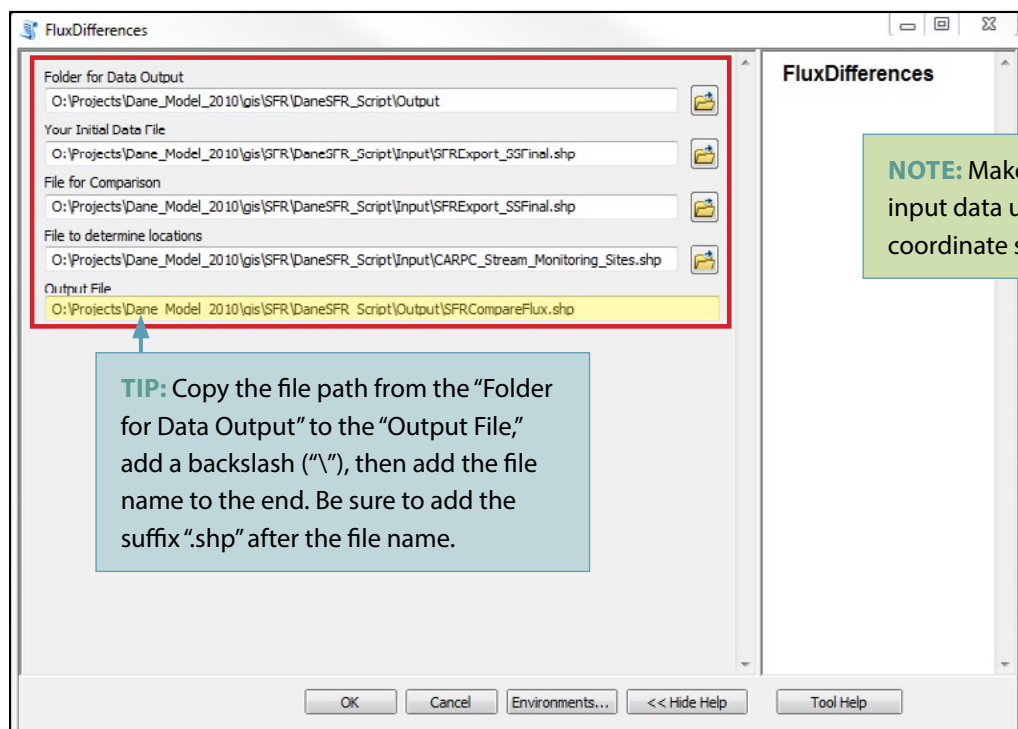 FluxDifferences
Folder for Data Output
O:\Projects\Dane_Model_2010\gis\SFR\DaneSFR_Script\Output
Your Initial Data File
O:\Projects\Dane_Model_2010\gis\SFR\DaneSFR_Script\Input\SFRExport_SSFinal.shp
File for Comparison
O:\Projects\Dane_Model_2010\gis\SFR\DaneSFR_Script\Input\SFRExport_SSFinal.shp
File to determine locations
O:\Projects\Dane_Model_2010\gis\SFR\DaneSFR_Script\Input\CARPC_Stream_Monitoring_Sites.shp
Output File
O:\Projects\Dane_Model_2010\gis\SFR\DaneSFR_Script\Output\SFRCompareFlux.shp
TIP: Copy the file path from the “Folder
for Data Output” to the “Output File,”
add a backslash (“\”), then add the file
name to the end. Be sure to add the
suffix “.shp” after the file name.
FluxDifferences
NOTE: Make
input data u
coordinate s
OK
Cancel
Environments...
<< Hide Help
Tool Help